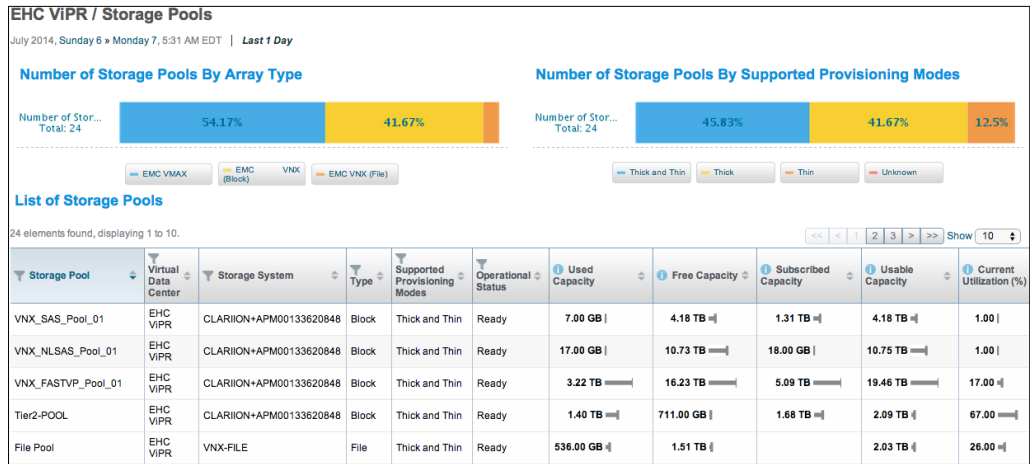 EHC ViPR / Storage Pools
July 2014, Sunday 6 » Monday 7, 5:31 AM EDT | Last 1 Day
Number of Storage Pools By Array Type
Number of Stor...
Total: 24
54.17%
41.67%
EMC VMAX
EMC VNX
(Block)
EMC VNX (File)
Number of Storage Pools By Supported Provisioning Modes
Number of Stor...
Total: 24
45.83%
41.67%
12.5%
Thick and Thin
Thick
Thin
Unknown
List of Storage Pools
24 elements found, displaying 1 to 10.
<< < 1 2 3 > >> Show 10
Storage Pool Virtual Data Center Storage System Type Supported Provisioning Modes Operational Status Used Capacity Free Capacity Subscribed Capacity Usable Capacity Current Utilization (%)
VNX_SAS_Pool_01 EHC ViPR CLARIION+APM00133620848 Block Thick and Thin Ready 7.00 GB 4.18 TB 1.31 TB 4.18 TB 1.00
VNX_NLSAS_Pool_01 EHC ViPR CLARIION+APM00133620848 Block Thick and Thin Ready 17.00 GB 10.73 TB 18.00 GB 10.75 TB 1.00
VNX_FASTVP_Pool_01 EHC ViPR CLARIION+APM00133620848 Block Thick and Thin Ready 3.22 TB 16.23 TB 5.09 TB 19.46 TB 17.00
Tier2-POOL EHC ViPR CLARIION+APM00133620848 Block Thick and Thin Ready 1.40 TB 711.00 GB 1.68 TB 2.09 TB 67.00
File Pool EHC ViPR VNX-FILE File Thick and Thin Ready 536.00 GB 1.51 TB 2.03 TB 26.00